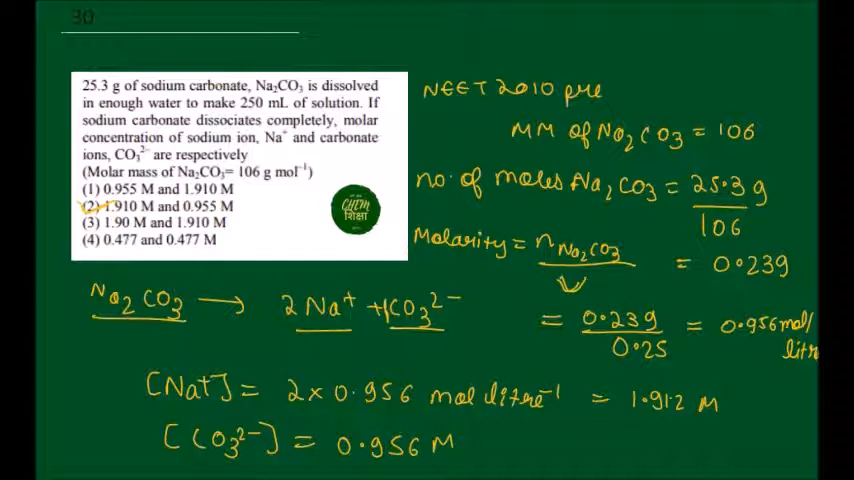 30
25.3 g of sodium carbonate, Na₂CO₃ is dissolved
in enough water to make 250 mL of solution. If
sodium carbonate dissociates completely, molar
concentration of sodium ion, Na⁺ and carbonate
ions, CO₃²⁻ are respectively
(Molar mass of Na₂CO₃= 106 g mol⁻¹)
(1) 0.955 M and 1.910 M
(2) 1.910 M and 0.955 M
(3) 1.90 M and 1.910 M
(4) 0.477 and 0.477 M
CHEM
शिक्षा
NEET 2010 pre
MM of Na₂CO₃ = 106
no. of moles Na₂CO₃ = 25.3 g
106
= 0.239
Molarity = nNa₂CO₃
V
= 0.239
0.25
= 0.956 mol/
litr
Na₂CO₃ → 2Na⁺ + CO₃²⁻
[Na⁺] = 2 × 0.956 mol litre⁻¹ = 1.912 M
[CO₃²⁻] = 0.956 M